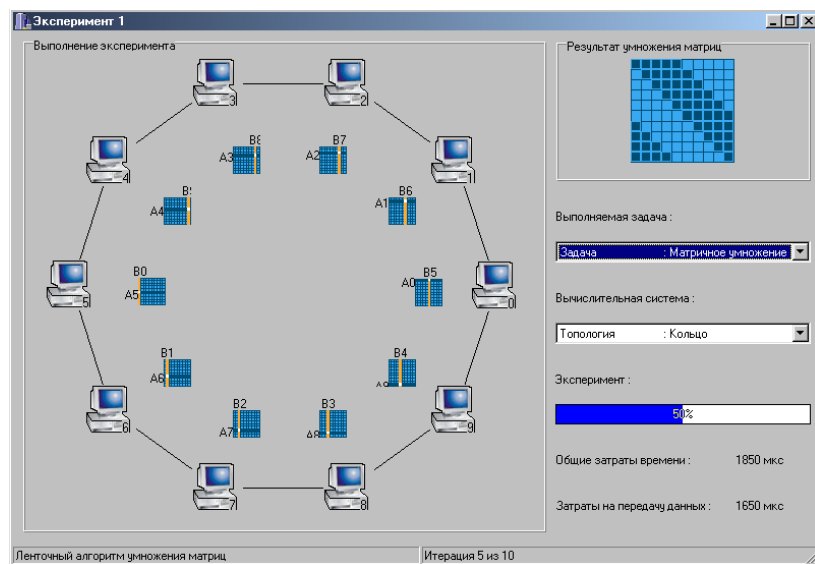 Эксперимент 1
Выполнение эксперимента
3
2
4
1
5
0
6
9
7
8
B8
A3
B7
A2
A4
B6
A1
B0
A5
B5
A0
B1
A6
B4
B2
A7
B3
A8
Результат умножения матриц
Выполняемая задача :
Задача : Матричное умножение
Вычислительная система :
Топология : Кольцо
Эксперимент :
50%
Общие затраты времени : 1850 мкс
Затраты на передачу данных : 1650 мкс
Ленточный алгоритм умножения матриц
Итерация 5 из 10